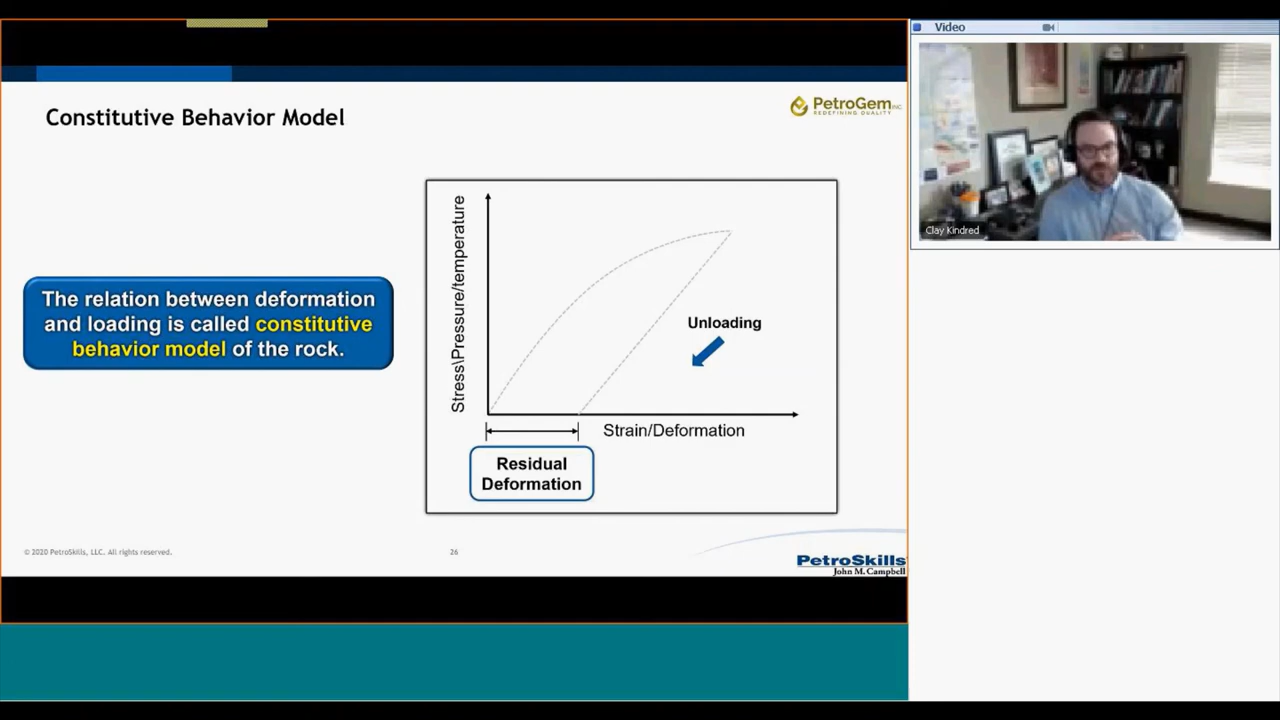 Video
Constitutive Behavior Model
PetroGem INC
REDEFINING QUALITY
Clay Kindred
The relation between deformation
and loading is called constitutive
behavior model of the rock.
Stress\Pressure/temperature
Unloading
Strain/Deformation
Residual
Deformation
© 2020 PetroSkills, LLC. All rights reserved.
26
PetroSkills
John M. Campbell